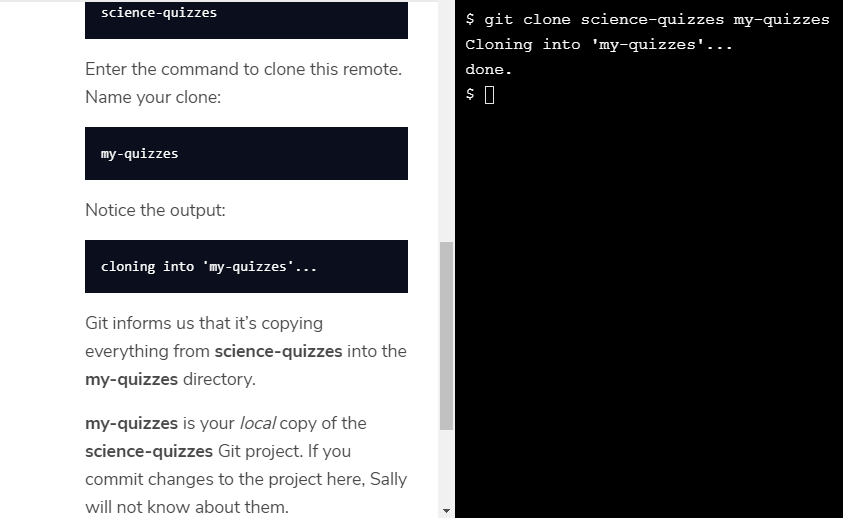 science-quizzes
Enter the command to clone this remote.
Name your clone:
my-quizzes
Notice the output:
cloning into 'my-quizzes'...
Git informs us that it’s copying
everything from science-quizzes into the
my-quizzes directory.
my-quizzes is your local copy of the
science-quizzes Git project. If you
commit changes to the project here, Sally
will not know about them.
$ git clone science-quizzes my-quizzes
Cloning into 'my-quizzes'...
done.
$